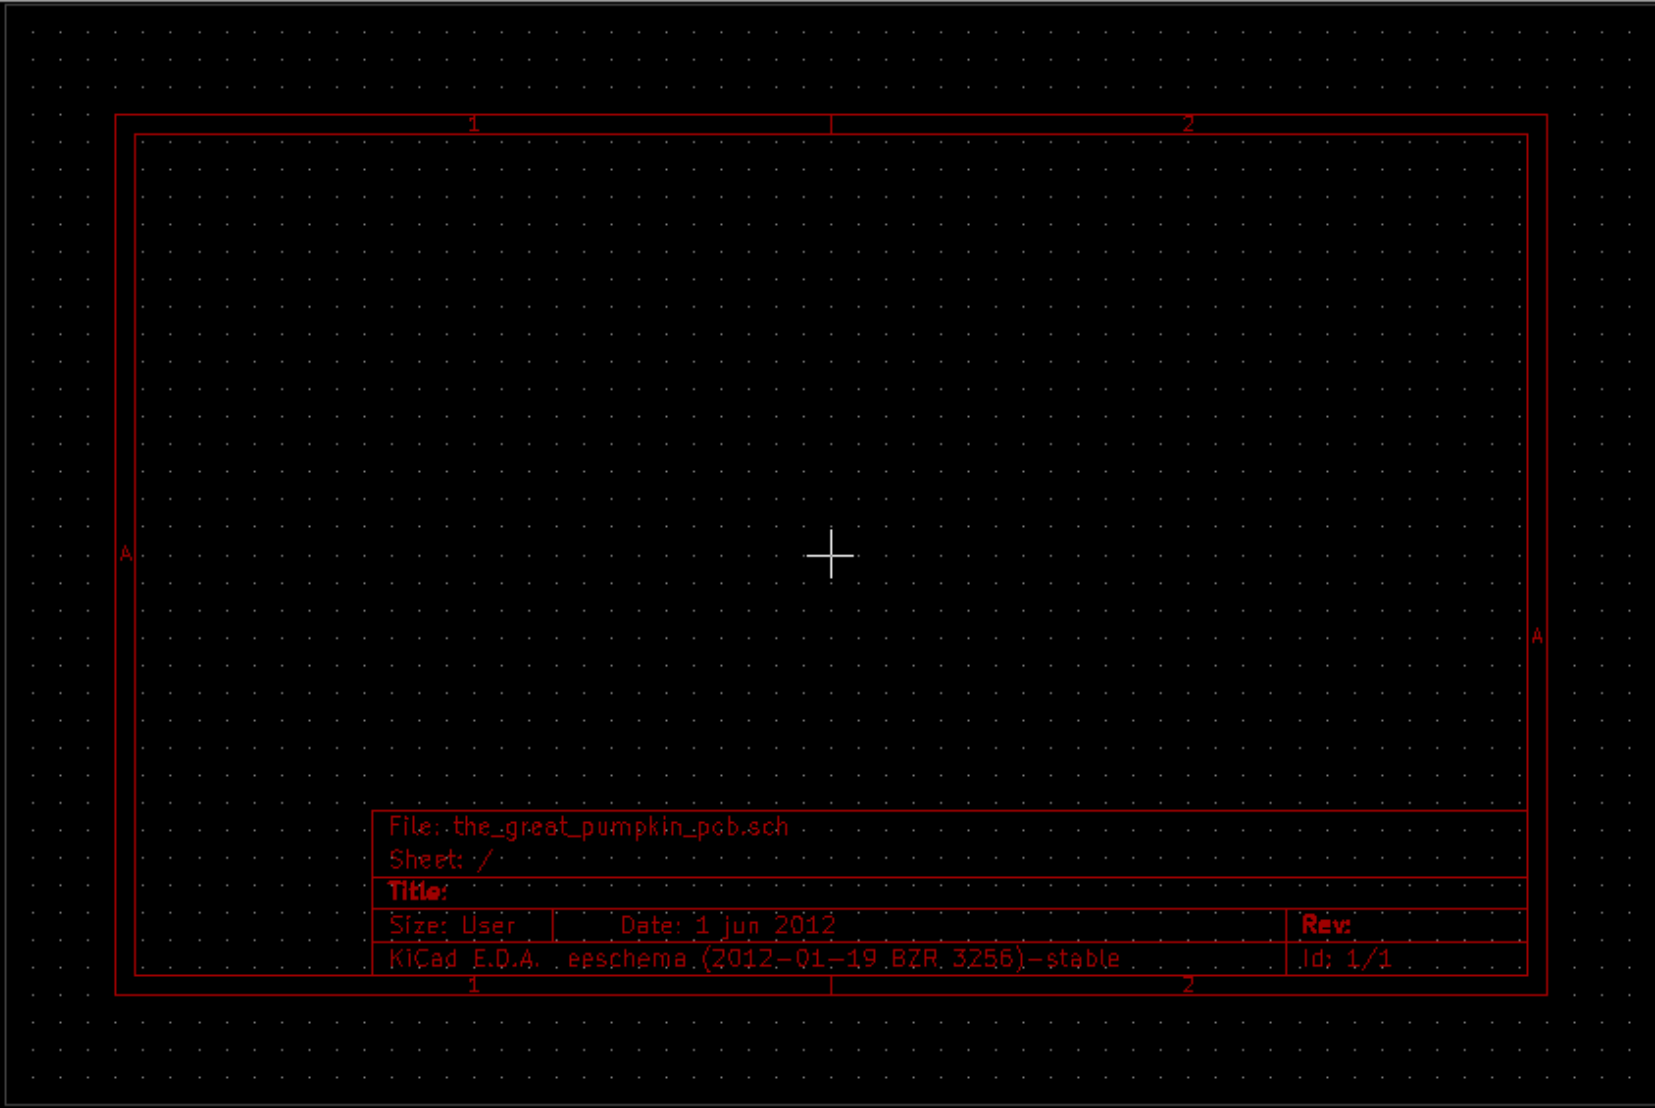 1 2
A
A
File: the_great_pumpkin_pcb.sch
Sheet: /
Title:
Size: User Date: 1 jun 2012 Rev:
KiCad E.D.A. eeschema (2012-01-19 BZR 3256)-stable Id: 1/1
1 2